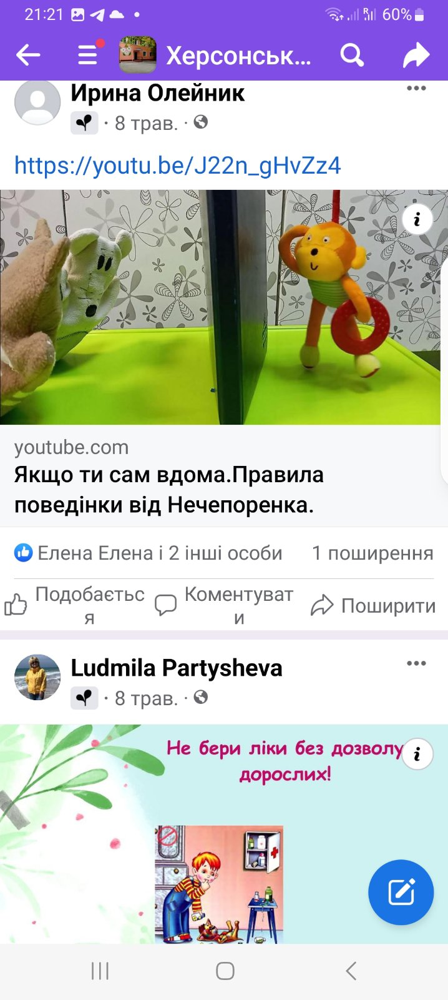 21:21
60%
Херсонськ...
Ирина Олейник
· 8 трав. ·
https://youtu.be/J22n_gHvZz4
youtube.com
Якщо ти сам вдома.Правила
поведінки від Нечепоренка.
Елена Елена і 2 інші особи 1 поширення
Подобаєтьс
я
Коментуват
и
Поширити
Ludmila Partysheva
· 8 трав. ·
Не бери ліки без дозволу
дорослих!